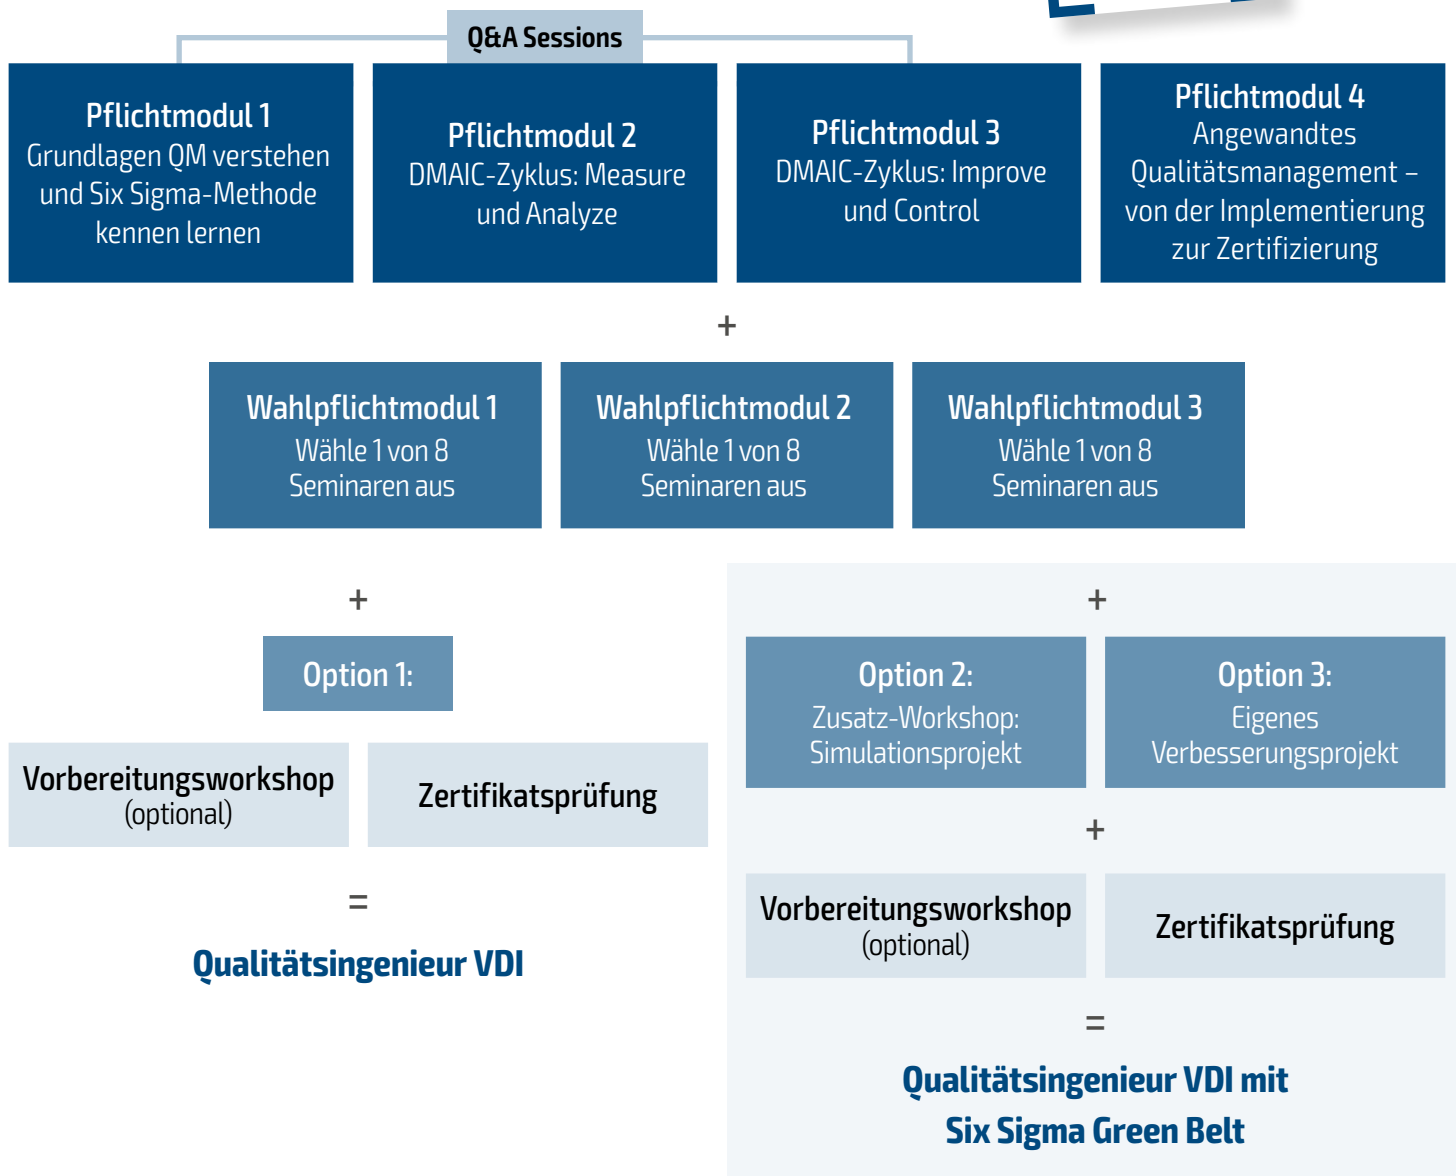 Q&A Sessions
Pflichtmodul 1
Grundlagen QM verstehen
und Six Sigma-Methode
kennen lernen
Pflichtmodul 2
DMAIC-Zyklus: Measure
und Analyze
Pflichtmodul 3
DMAIC-Zyklus: Improve
und Control
Pflichtmodul 4
Angewandtes
Qualitätsmanagement –
von der Implementierung
zur Zertifizierung
+
Wahlpflichtmodul 1
Wähle 1 von 8
Seminaren aus
Wahlpflichtmodul 2
Wähle 1 von 8
Seminaren aus
Wahlpflichtmodul 3
Wähle 1 von 8
Seminaren aus
+
Option 1:
Vorbereitungsworkshop
(optional)
Zertifikatsprüfung
=
Qualitätsingenieur VDI
+
Option 2:
Zusatz-Workshop:
Simulationsprojekt
Option 3:
Eigenes
Verbesserungsprojekt
+
Vorbereitungsworkshop
(optional)
Zertifikatsprüfung
=
Qualitätsingenieur VDI mit
Six Sigma Green Belt